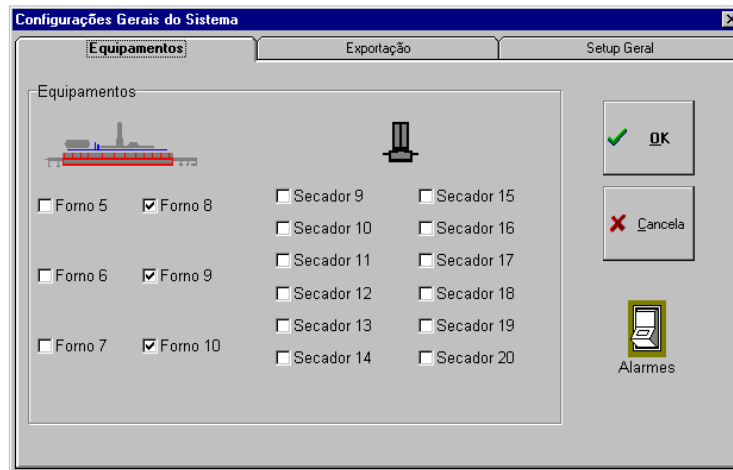 Configurações Gerais do Sistema
Equipamentos
Exportação
Setup Geral
Equipamentos
OK
Cancela
Forno 5
Forno 8
Forno 6
Forno 9
Forno 7
Forno 10
Secador 9
Secador 15
Secador 10
Secador 16
Secador 11
Secador 17
Secador 12
Secador 18
Secador 13
Secador 19
Secador 14
Secador 20
Alarmes